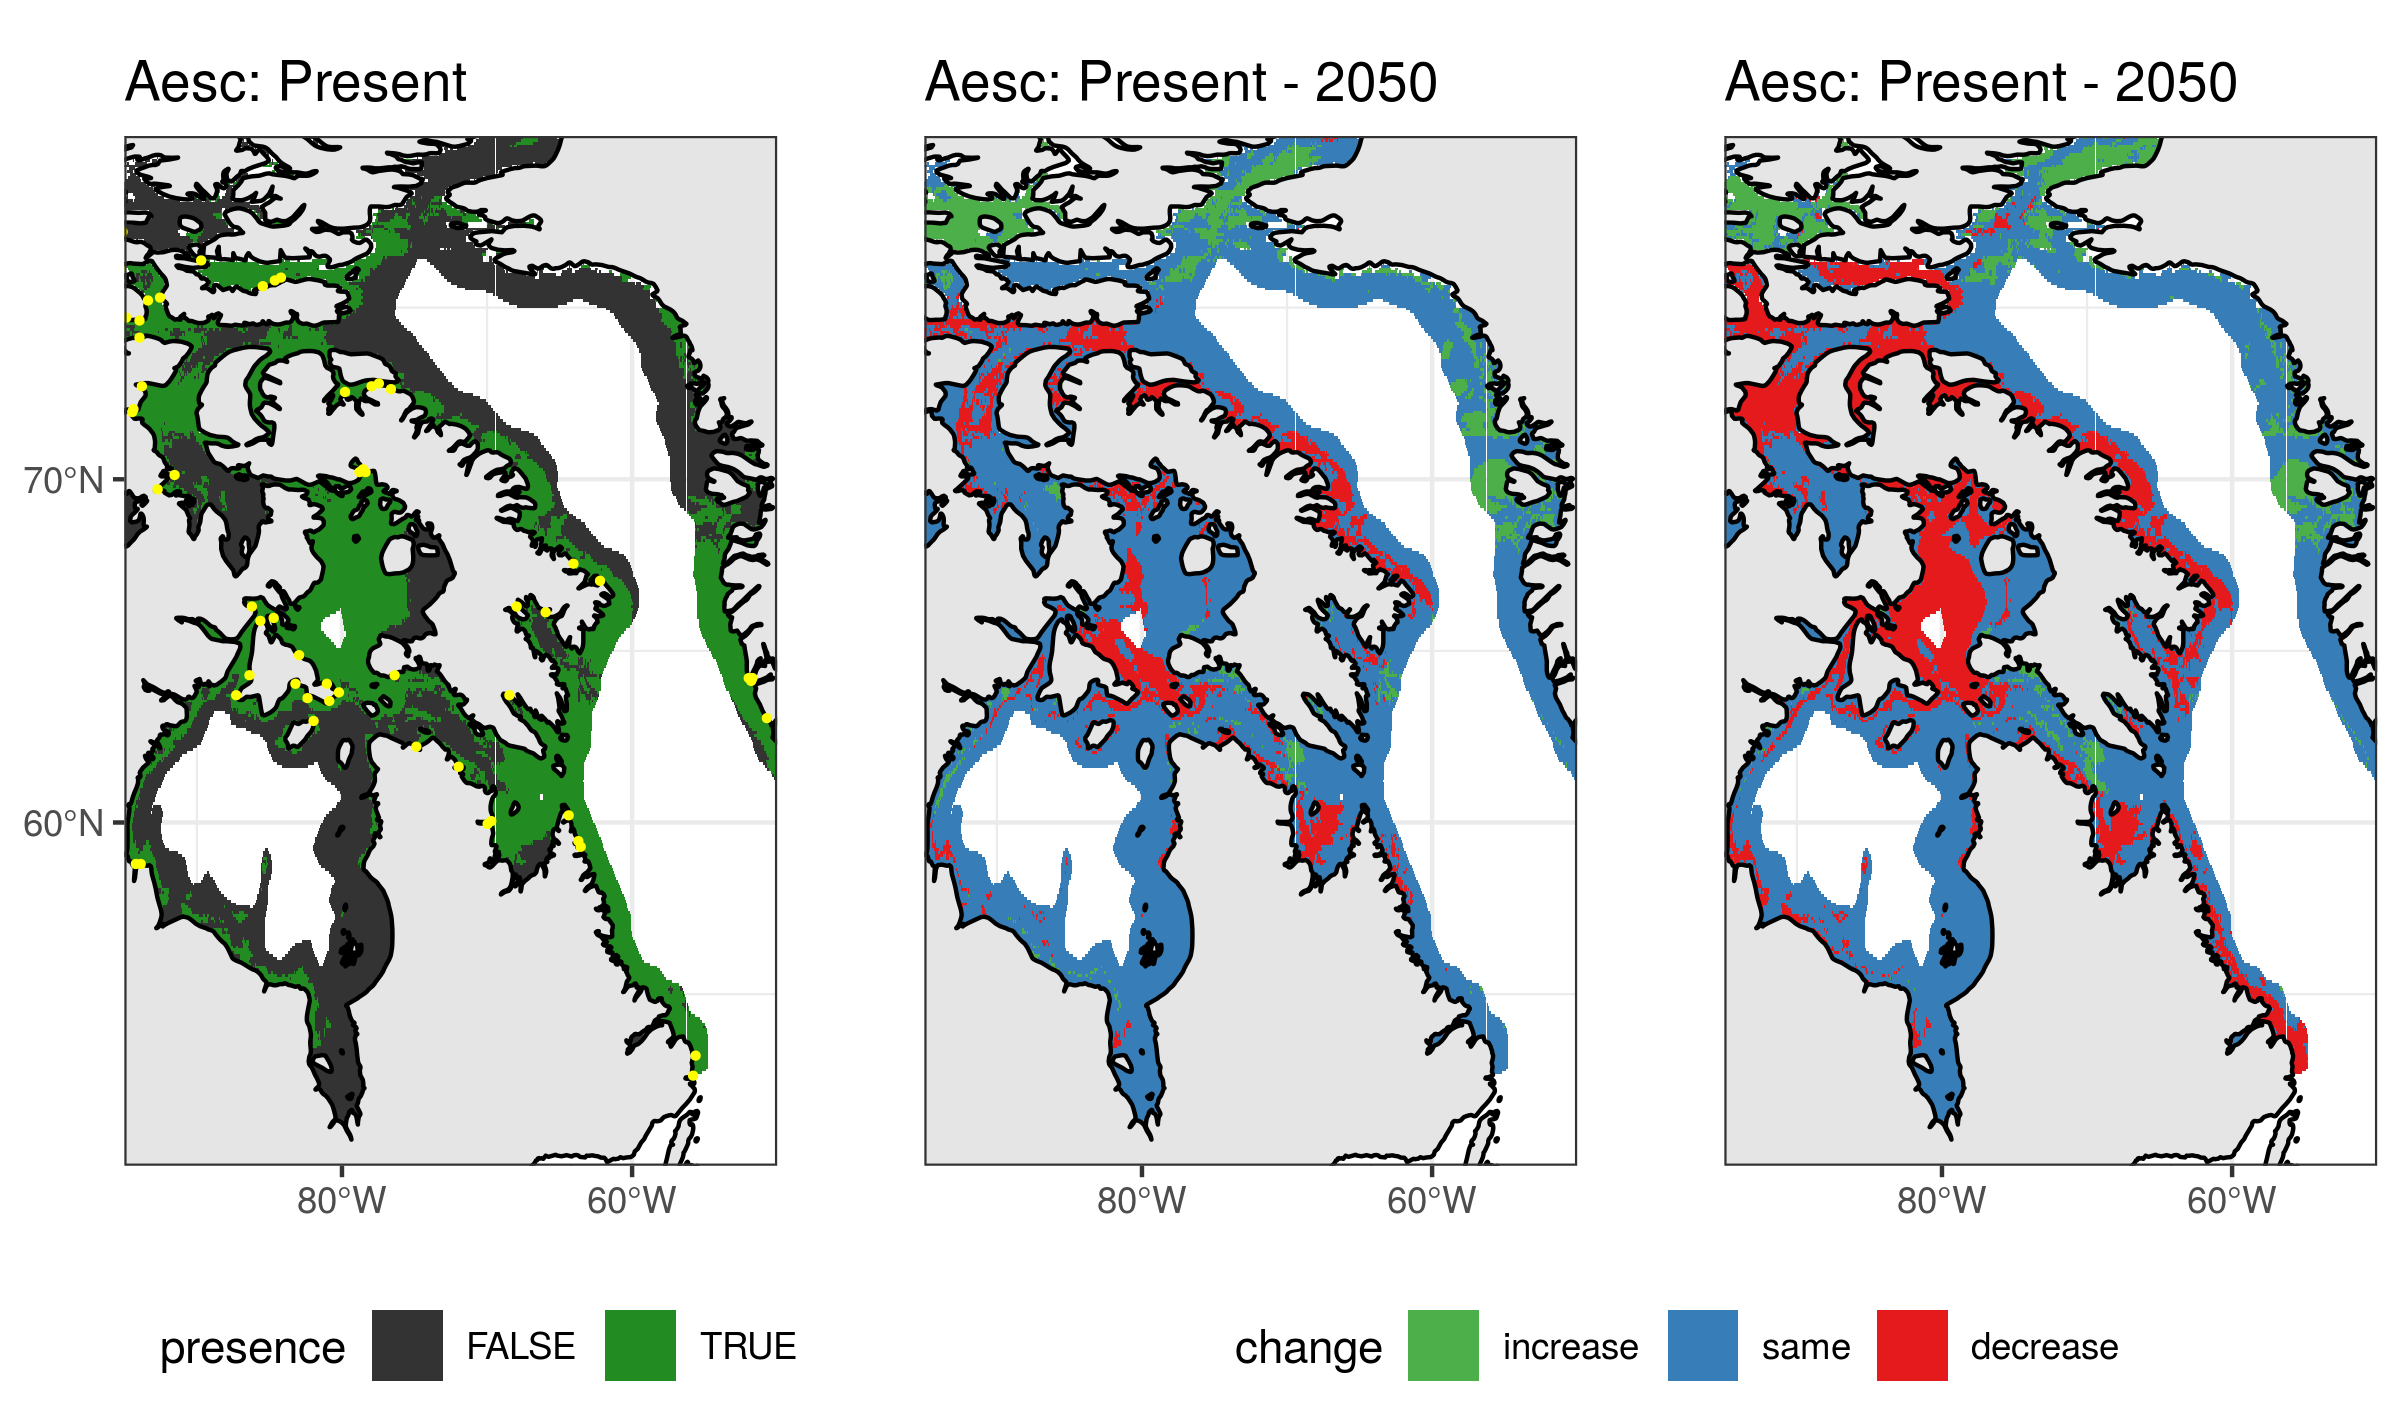 Aesc: Present
Aesc: Present - 2050
Aesc: Present - 2050
70°N
60°N
80°W 60°W
80°W 60°W
80°W 60°W
presence FALSE TRUE
change increase same decrease